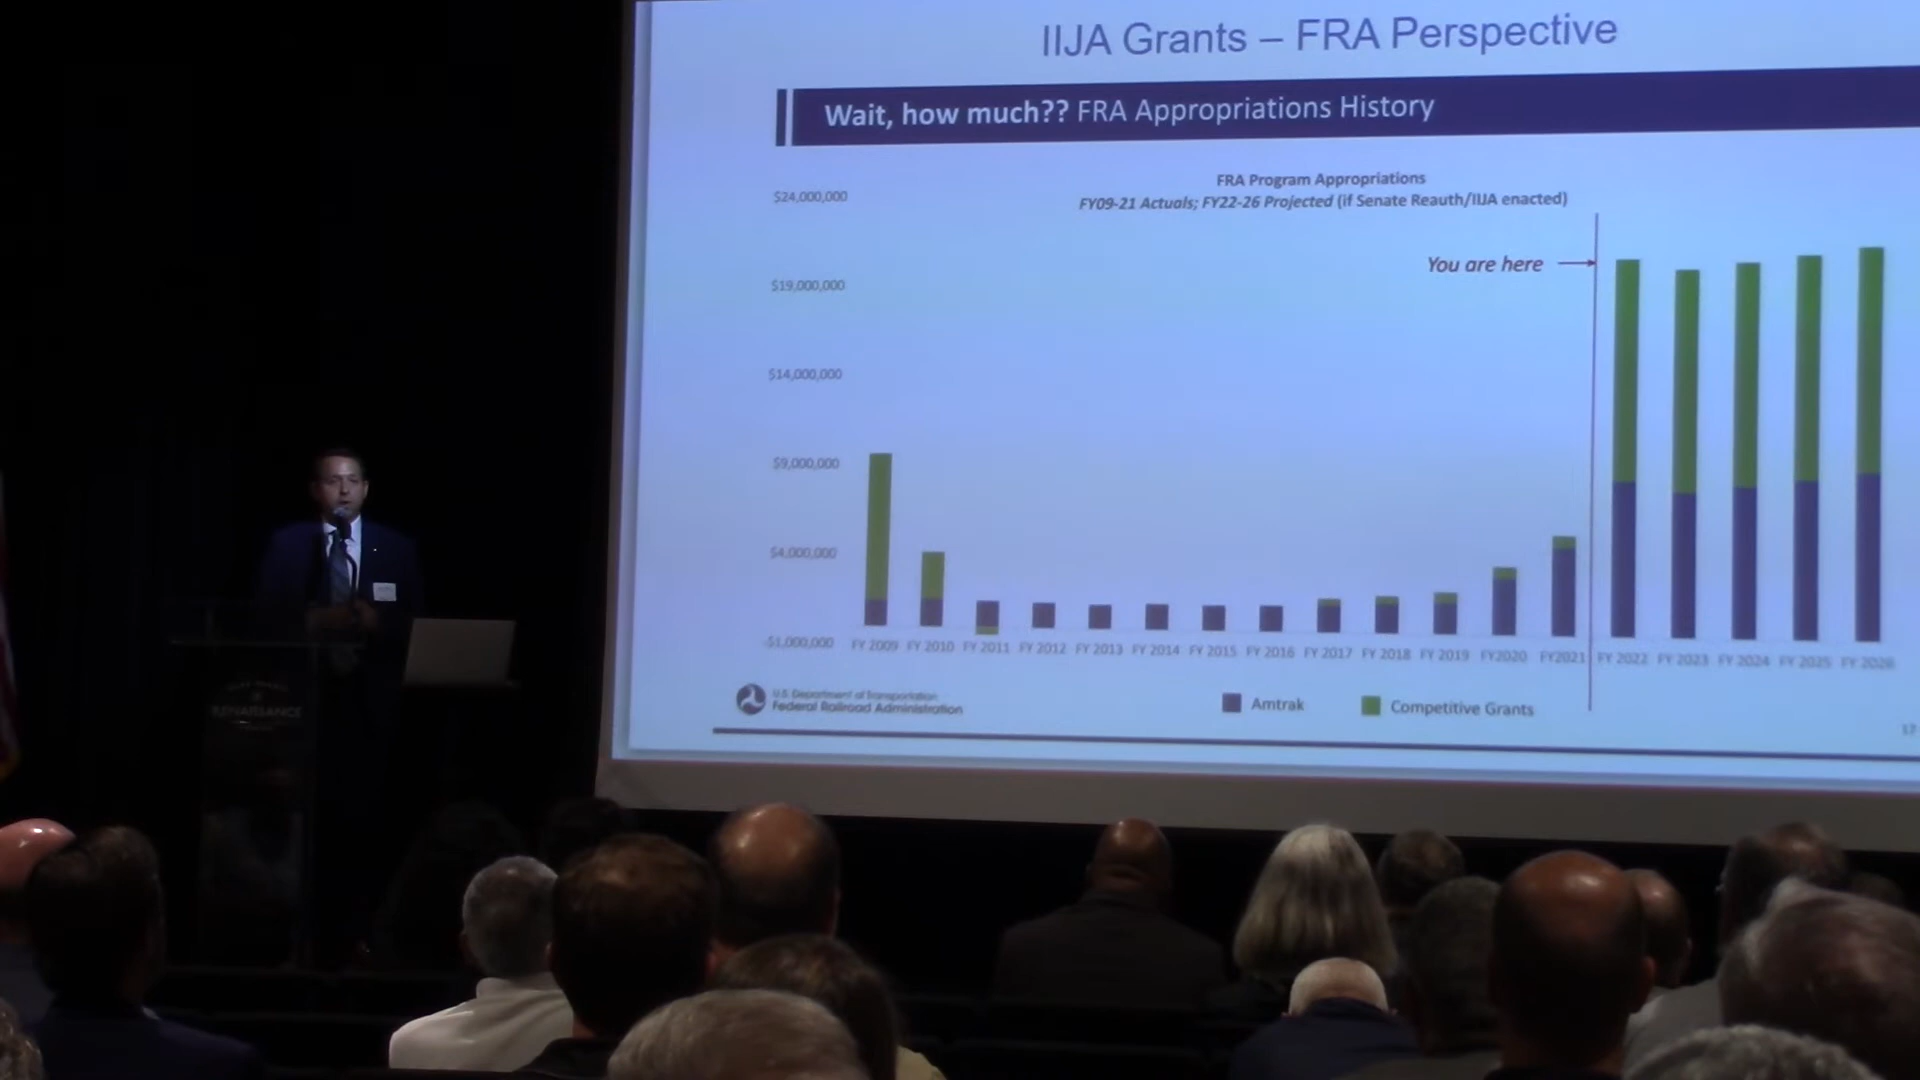 IIJA Grants – FRA Perspective
Wait, how much?? FRA Appropriations History
FRA Program Appropriations
FY09-21 Actuals; FY22-26 Projected (if Senate Reauth/IIJA enacted)
You are here
$24,000,000
$19,000,000
$14,000,000
$9,000,000
$4,000,000
-$1,000,000
FY 2009 FY 2010 FY 2011 FY 2012 FY 2013 FY 2014 FY 2015 FY 2016 FY 2017 FY 2018 FY 2019 FY2020 FY2021 FY 2022 FY 2023 FY 2024 FY 2025 FY 2026
U.S. Department of Transportation
Federal Railroad Administration
Amtrak
Competitive Grants
17
RENAISSANCE